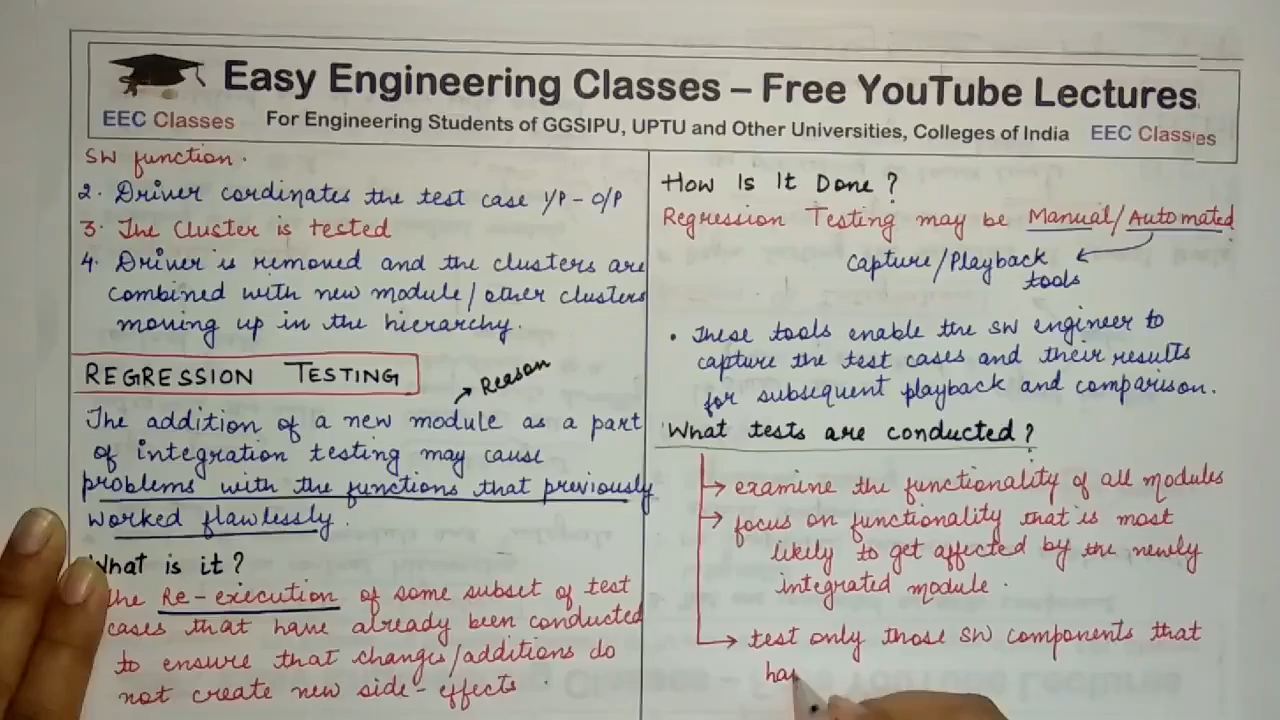 Easy Engineering Classes – Free YouTube Lectures
EEC Classes For Engineering Students of GGSIPU, UPTU and Other Universities, Colleges of India EEC Classes
SW function.
2. Driver cordinates the test case I/P - O/P
3. The Cluster is tested
4. Driver is removed and the clusters are
combined with new module/other clusters
moving up in the hierarchy.
REGRESSION TESTING
→ Reason
The addition of a new module as a part
of integration testing may cause
problems with the functions that previously
worked flawlessly.
What is it?
The Re-execution of some subset of test
cases that have already been conducted
to ensure that changes/additions do
not create new side-effects
How Is It Done?
Regression Testing may be Manual/Automated
Capture/Playback
tools
• These tools enable the SW engineer to
capture the test cases and their results
for subsequent playback and comparison.
What tests are conducted?
→ examine the functionality of all modules
→ focus on functionality that is most
likely to get affected by the newly
integrated module.
→ test only those SW components that
ha